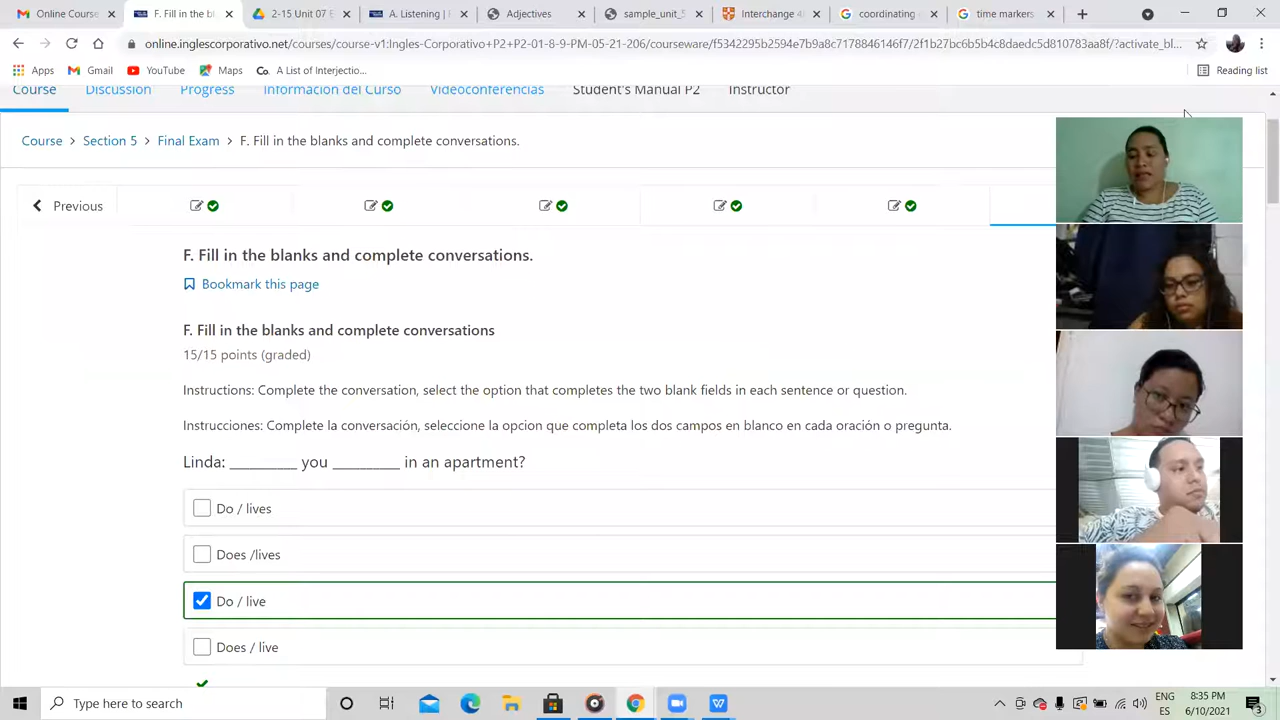 Gmail
F. Fill in the b
2-15 Unit 07 E
A. Listening |
Adjectives
sample_unit_5
Interchange 4
coordinating c
time markers
online.inglescorporativo.net/courses/course-v1:Ingles-Corporativo+P2+P2-08-8-9-PM-05-21-206/courseware/f5342295b2594e7b9a8c7178846146f7/2f1b27bc6b5b4c8daedc5d810783aa8f/?activate_bl...
Apps
Gmail
YouTube
Maps
Co.
A List of Interjectio...
Reading list
Course
Discussion
Progress
Información del Curso
Videoconferencias
Student's Manual P2
Instructor
Course > Section 5 > Final Exam > F. Fill in the blanks and complete conversations.
Previous
F. Fill in the blanks and complete conversations.
Bookmark this page
F. Fill in the blanks and complete conversations
15/15 points (graded)
Instructions: Complete the conversation, select the option that completes the two blank fields in each sentence or question.
Instrucciones: Complete la conversación, seleccione la opcion que completa los dos campos en blanco en cada oración o pregunta.
Linda: _________ you _________ in an apartment?
Do / lives
Does /lives
Do / live
Does / live
Type here to search
ENG
ES
8:35 PM
6/10/2021
3